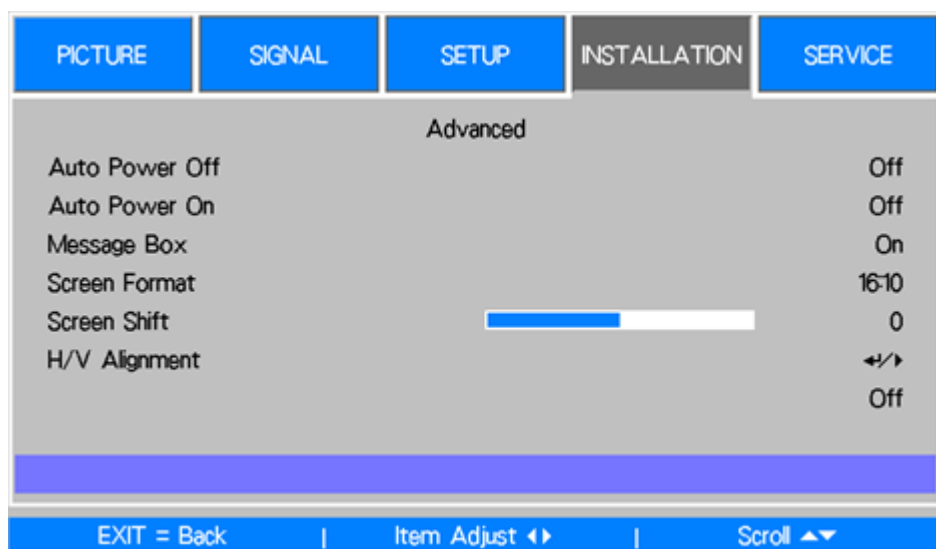 PICTURE SIGNAL SETUP INSTALLATION SERVICE
Advanced
Auto Power Off Off
Auto Power On Off
Message Box On
Screen Format 16:10
Screen Shift 0
H/V Alignment ↵/▶
Off
EXIT = Back | Item Adjust ◀▶ | Scroll ▲▼